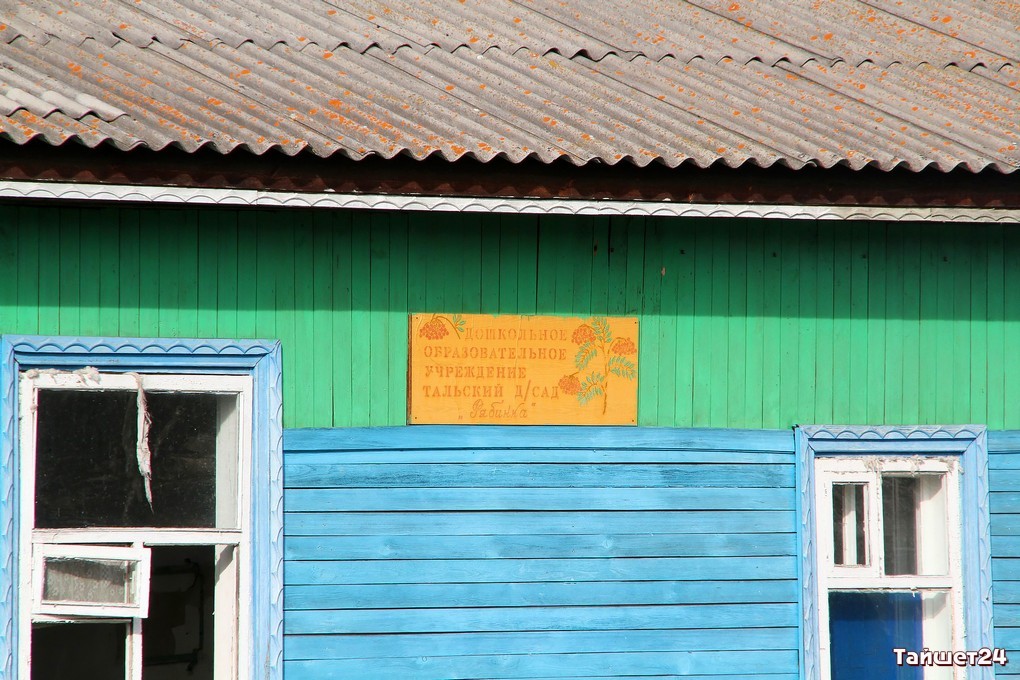 ДОШКОЛЬНОЕ
ОБРАЗОВАТЕЛЬНОЕ
УЧРЕЖДЕНИЕ
ТАЛЬСКИЙ Д/САД
„Рябинка"
Тайшет24